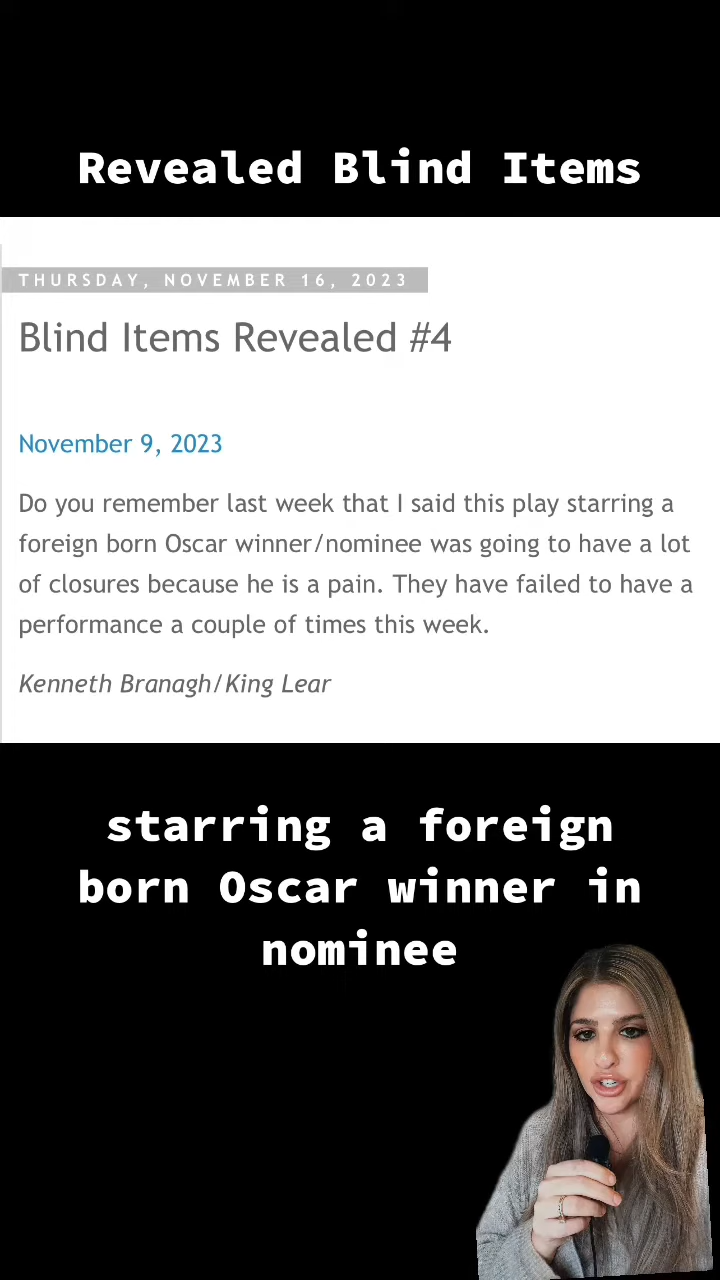 Revealed Blind Items
THURSDAY, NOVEMBER 16, 2023
Blind Items Revealed #4
November 9, 2023
Do you remember last week that I said this play starring a
foreign born Oscar winner/nominee was going to have a lot
of closures because he is a pain. They have failed to have a
performance a couple of times this week.
Kenneth Branagh/King Lear
starring a foreign
born Oscar winner in
nominee